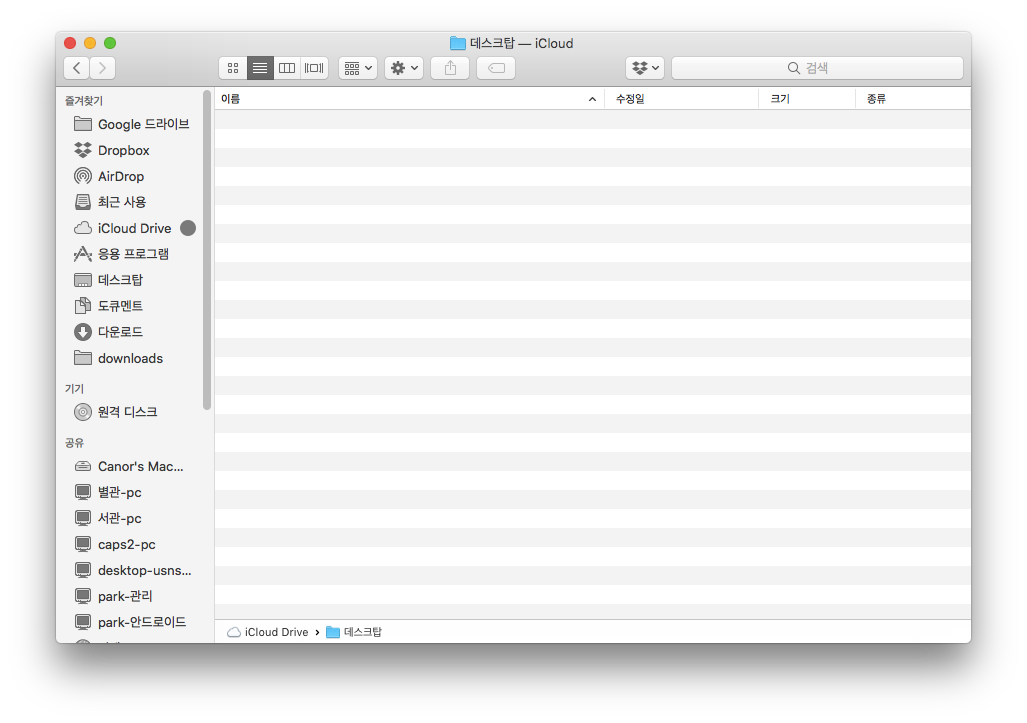 데스크탑 — iCloud
검색
즐겨찾기
Google 드라이브
Dropbox
AirDrop
최근 사용
iCloud Drive
응용 프로그램
데스크탑
도큐멘트
다운로드
downloads
기기
원격 디스크
공유
Canor's Mac...
별관-pc
서관-pc
caps2-pc
desktop-usns...
park-관리
park-안드로이드
이름 수정일 크기 종류
iCloud Drive › 데스크탑